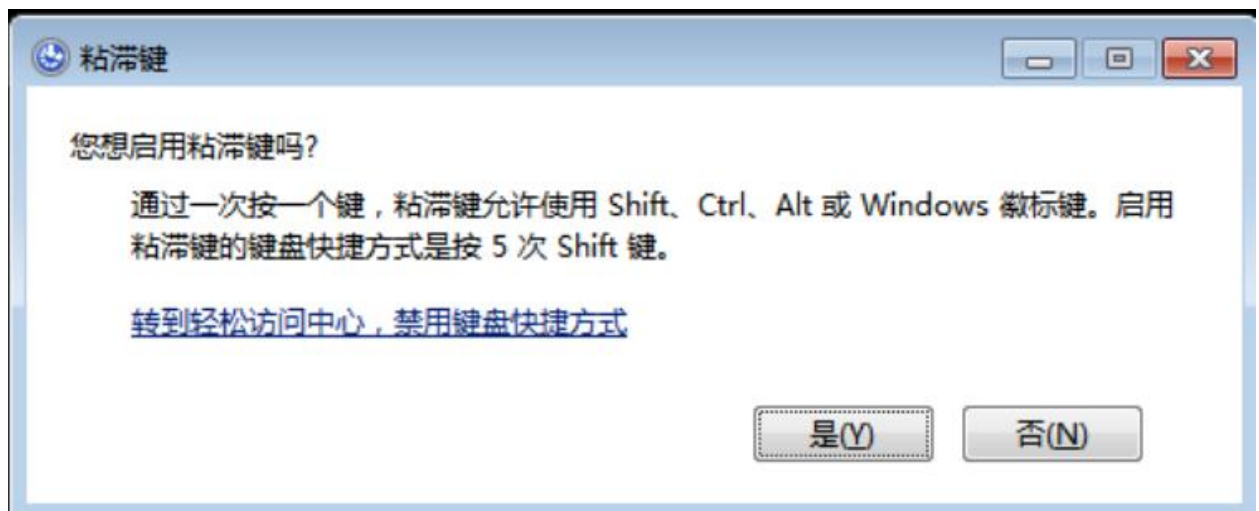 粘滞键
您想启用粘滞键吗?
通过一次按一个键，粘滞键允许使用 Shift、Ctrl、Alt 或 Windows 徽标键。启用
粘滞键的键盘快捷方式是按 5 次 Shift 键。
转到轻松访问中心，禁用键盘快捷方式
是(Y) 否(N)